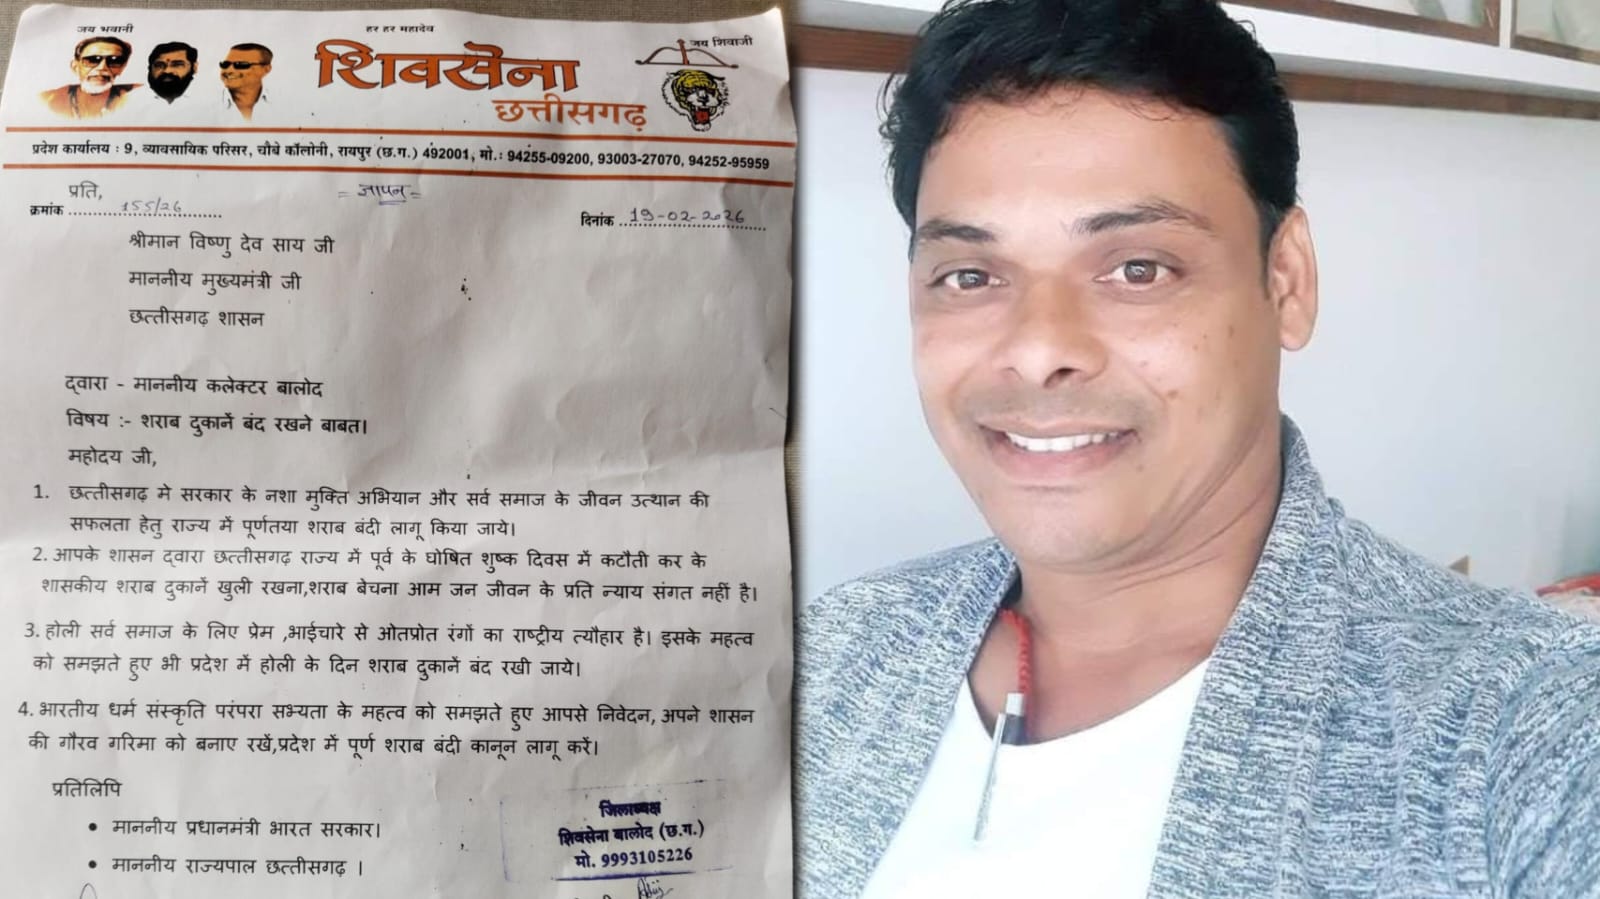 जय भवानी
हर हर महादेव
जय शिवाजी
शिवसेना
छत्तीसगढ़
प्रदेश कार्यालय : 9, व्यावसायिक परिसर, चौबे कॉलोनी, रायपुर (छ.ग.) 492001, मो.: 94255-09200, 93003-27070, 94252-95959
प्रति,
= ज्ञापन =
क्रमांक 155/26
दिनांक 19-02-2026
श्रीमान विष्णु देव साय जी
माननीय मुख्यमंत्री जी
छत्तीसगढ़ शासन
द्वारा - माननीय कलेक्टर बालोद
विषय :- शराब दुकानें बंद रखने बाबत।
महोदय जी,
1. छत्तीसगढ़ मे सरकार के नशा मुक्ति अभियान और सर्व समाज के जीवन उत्थान की
सफलता हेतु राज्य में पूर्णतया शराब बंदी लागू किया जाये।
2. आपके शासन द्वारा छत्तीसगढ़ राज्य में पूर्व के घोषित शुष्क दिवस में कटौती कर के
शासकीय शराब दुकानें खुली रखना,शराब बेचना आम जन जीवन के प्रति न्याय संगत नहीं है।
3. होली सर्व समाज के लिए प्रेम ,भाईचारे से ओतप्रोत रंगों का राष्ट्रीय त्यौहार है। इसके महत्व
को समझते हुए भी प्रदेश में होली के दिन शराब दुकानें बंद रखी जाये।
4. भारतीय धर्म संस्कृति परंपरा सभ्यता के महत्व को समझते हुए आपसे निवेदन, अपने शासन
की गौरव गरिमा को बनाए रखें,प्रदेश में पूर्ण शराब बंदी कानून लागू करें।
प्रतिलिपि
• माननीय प्रधानमंत्री भारत सरकार।
• माननीय राज्यपाल छत्तीसगढ़ ।
जिलाध्यक्ष
शिवसेना बालोद (छ.ग.)
मो. 9993105226